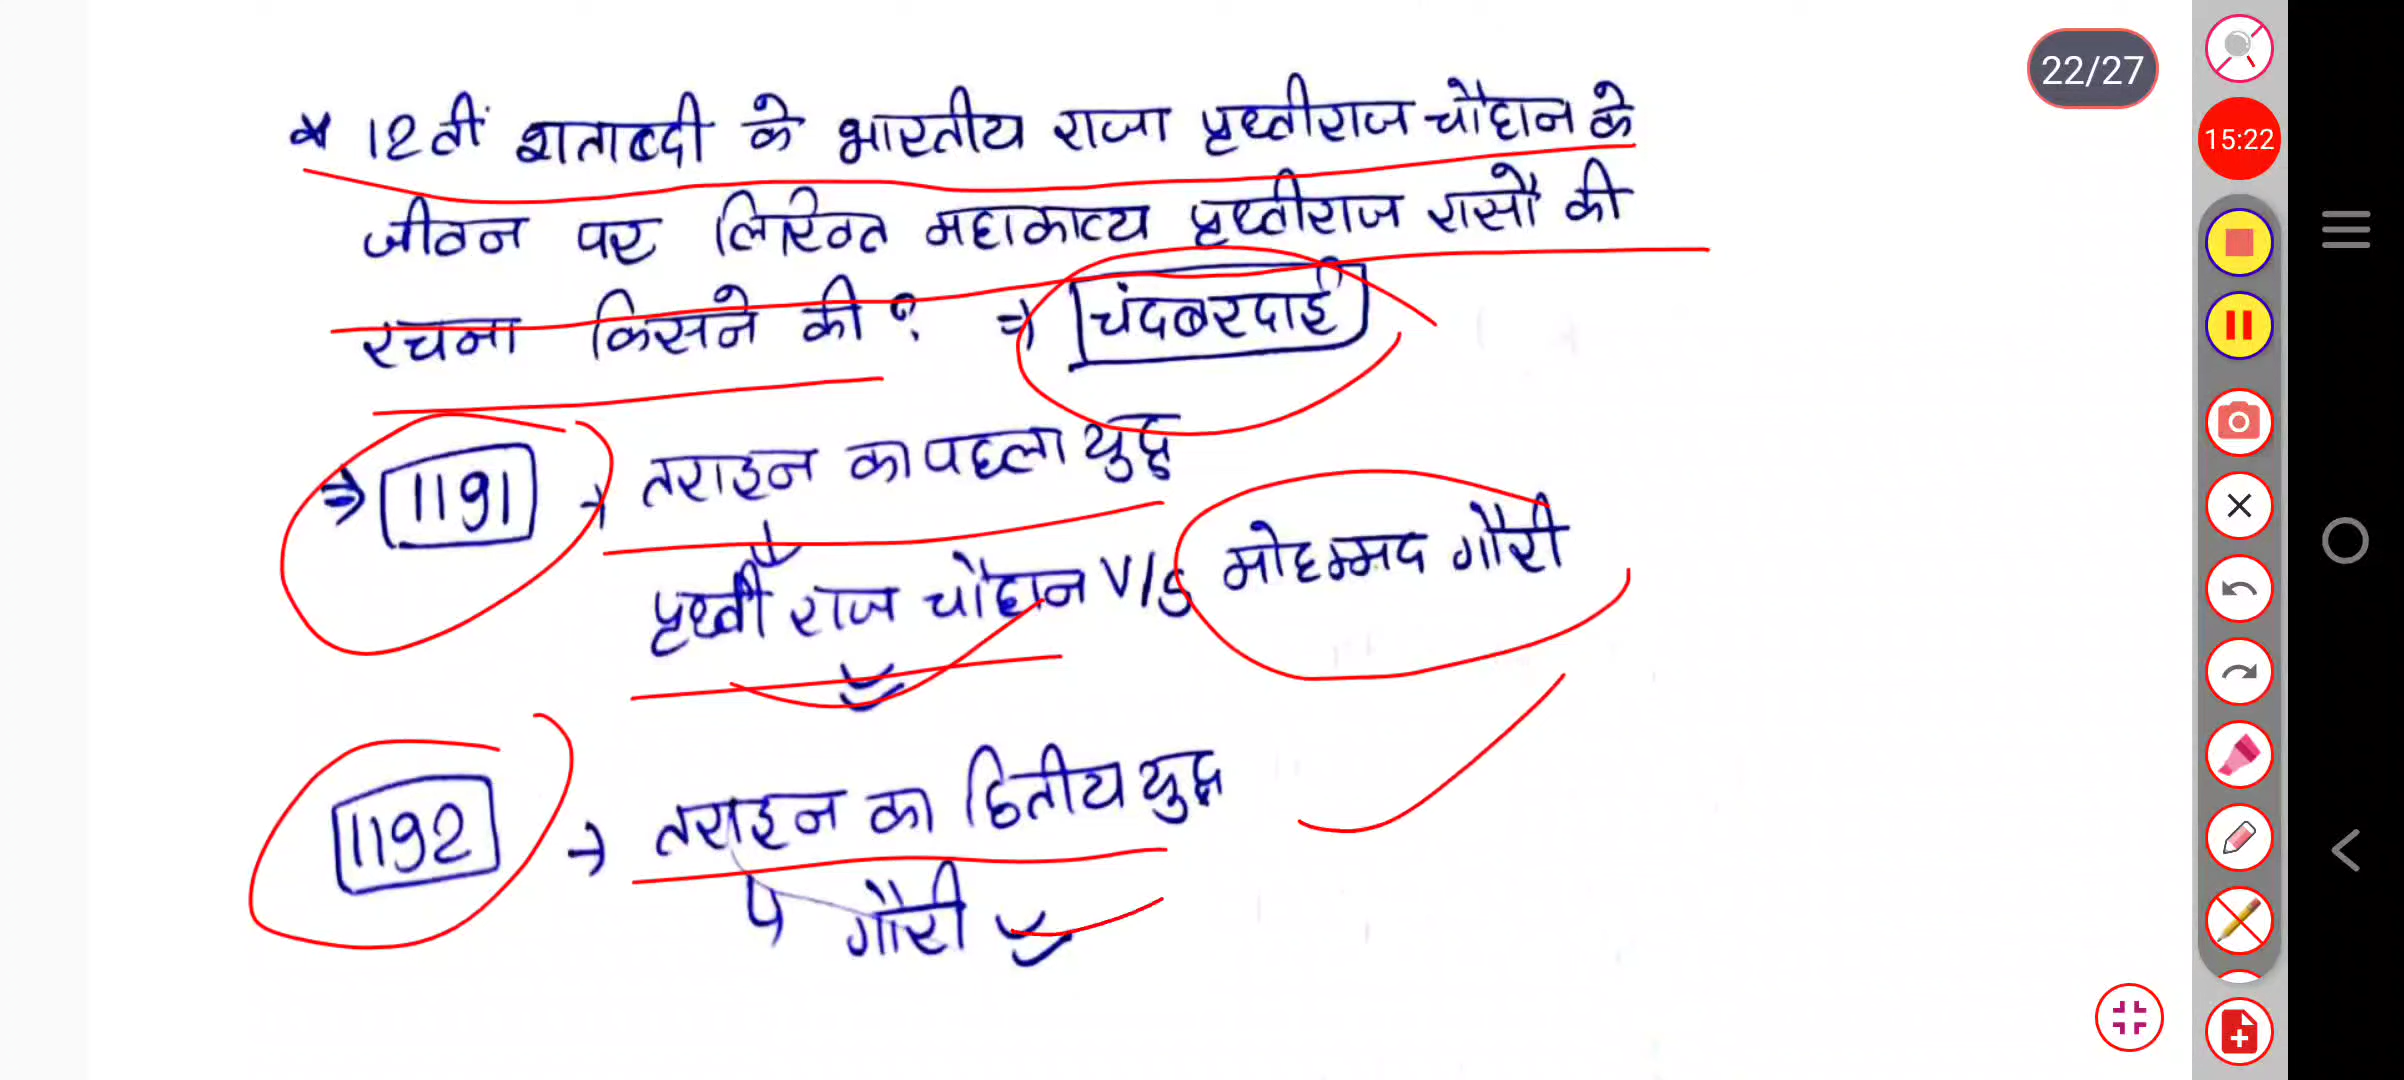 22/27
15:22
* 12वीं शताब्दी के भारतीय राजा पृथ्वीराज चौहान के
जीवन पर लिखित महाकाव्य पृथ्वीराज रासौ की
रचना किसने की ? ⇒ चंदबरदाई
⇒ 1191 → तराइन का पहला युद्ध
पृथ्वी राज चौहान V/S मोहम्मद गौरी
1192 → तराइन का द्वितीय युद्ध
गौरी